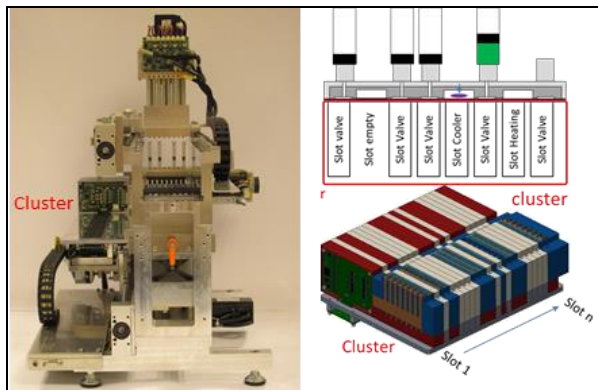 Cluster
Slot valve
Slot empty
Slot Valve
Slot Valve
Slot Cooler
Slot Valve
Slot Heating
Slot Valve
r
cluster
Cluster
Slot 1
Slot n